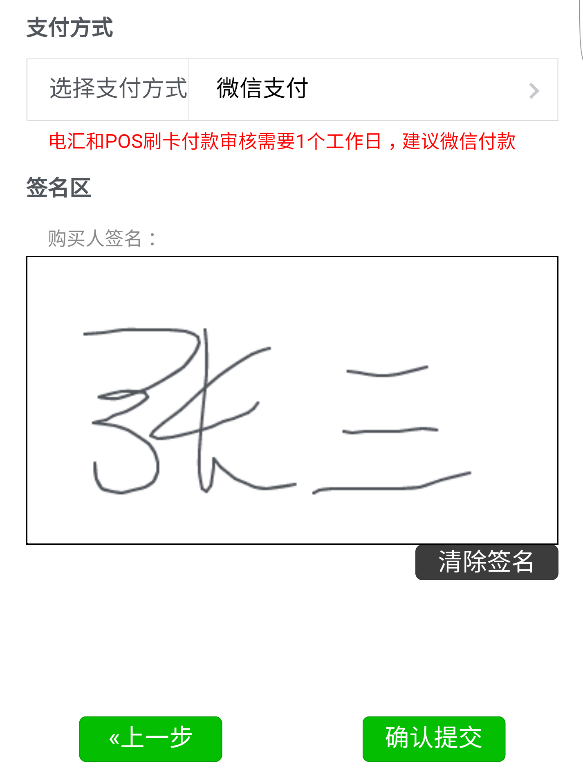 支付方式
选择支付方式 微信支付
电汇和POS刷卡付款审核需要1个工作日，建议微信付款
签名区
购买人签名：
张三
清除签名
«上一步 确认提交